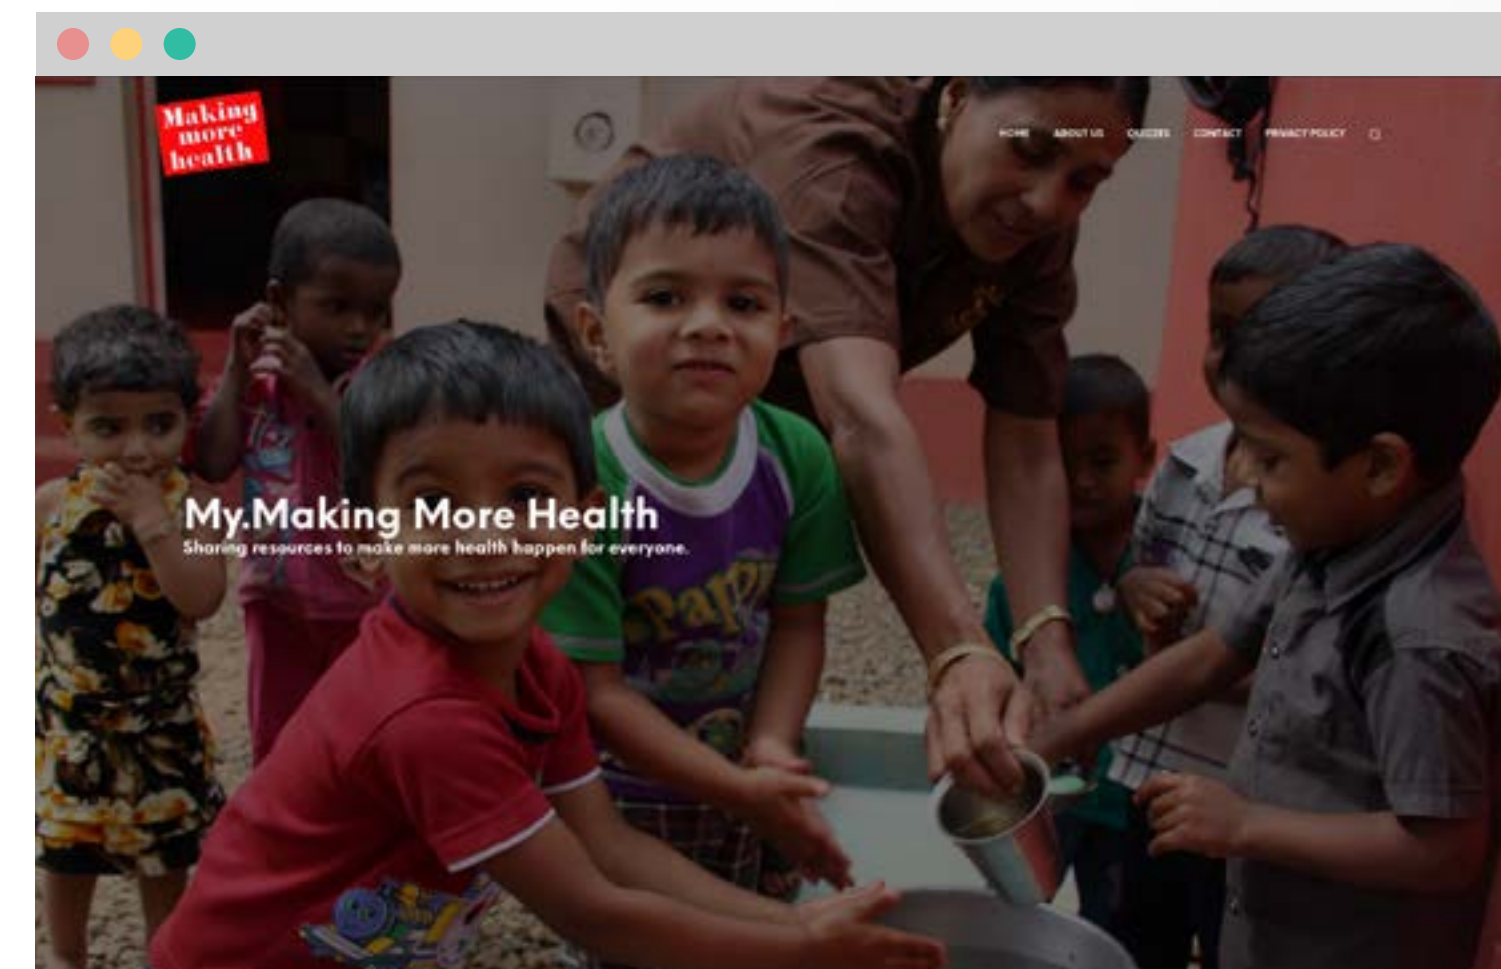 Making
more
health
HOME ABOUT US QUIZZES CONTACT PRIVACY POLICY
My.Making More Health
Sharing resources to make more health happen for everyone.